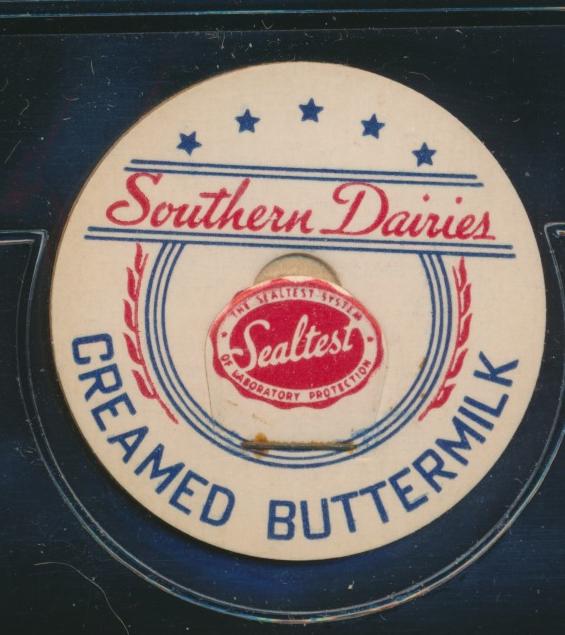 Southern Dairies
THE SEALTEST SYSTEM
Sealtest
OF LABORATORY PROTECTION
CREAMED BUTTERMILK